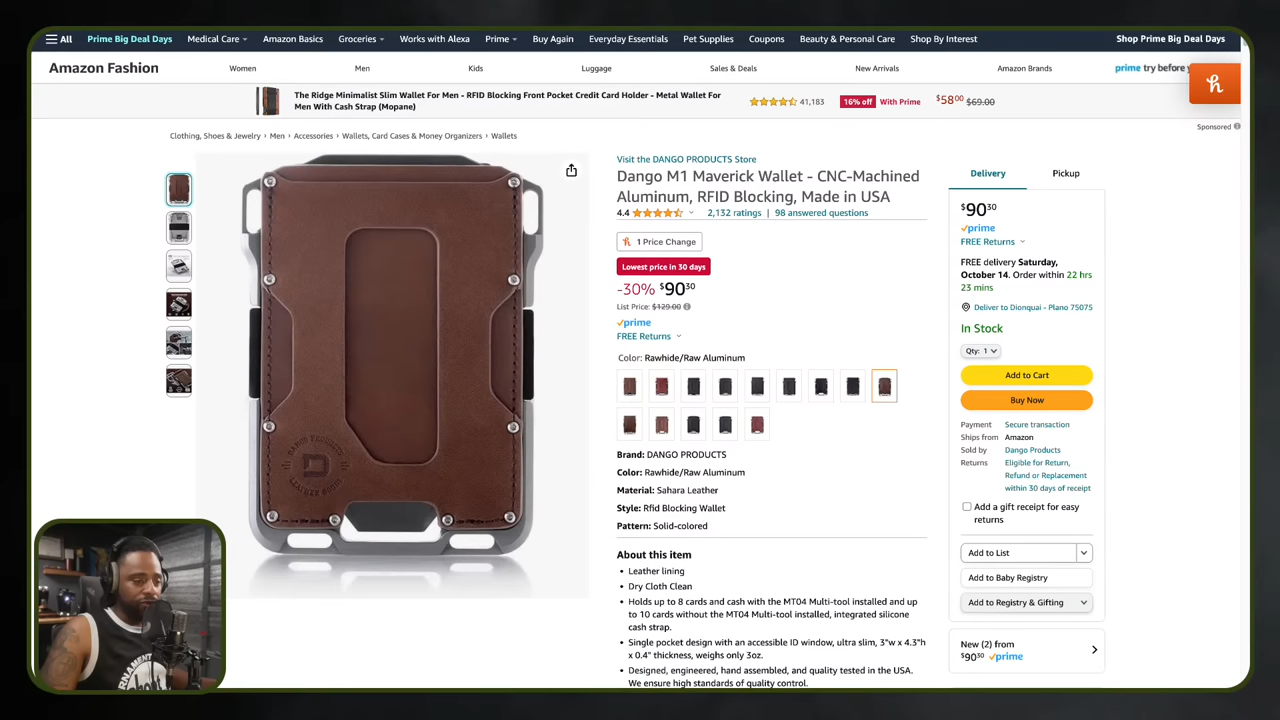 All
Prime Big Deal Days
Medical Care
Amazon Basics
Groceries
Works with Alexa
Prime
Buy Again
Everyday Essentials
Pet Supplies
Coupons
Beauty & Personal Care
Shop By Interest
Shop Prime Big Deal Days
Amazon Fashion
Women
Men
Kids
Luggage
Sales & Deals
New Arrivals
Amazon Brands
prime try before
The Ridge Minimalist Slim Wallet For Men - RFID Blocking Front Pocket Credit Card Holder - Metal Wallet For
Men With Cash Strap (Mopane)
41,183
16% off With Prime
$58.00 $69.00
Sponsored
Clothing, Shoes & Jewelry › Men › Accessories › Wallets, Card Cases & Money Organizers › Wallets
Visit the DANGO PRODUCTS Store
Dango M1 Maverick Wallet - CNC-Machined
Aluminum, RFID Blocking, Made in USA
4.4
2,132 ratings | 98 answered questions
1 Price Change
Lowest price in 30 days
-30% $90.30
List Price: $129.00
prime
FREE Returns
Color: Rawhide/Raw Aluminum
Brand: DANGO PRODUCTS
Color: Rawhide/Raw Aluminum
Material: Sahara Leather
Style: Rfid Blocking Wallet
Pattern: Solid-colored
About this item
• Leather lining
• Dry Cloth Clean
• Holds up to 8 cards and cash with the MT04 Multi-tool installed and up
to 10 cards without the MT04 Multi-tool installed, integrated silicone
cash strap.
• Single pocket design with an accessible ID window, ultra slim, 3"w x 4.3"h
x 0.4" thickness, weighs only 3oz.
• Designed, engineered, hand assembled, and quality tested in the USA.
We ensure high standards of quality control.
Delivery
Pickup
$90.30
prime
FREE Returns
FREE delivery Saturday,
October 14. Order within 22 hrs
23 mins
Deliver to Dionquai - Plano 75075
In Stock
Qty: 1
Add to Cart
Buy Now
Payment Secure transaction
Ships from Amazon
Sold by Dango Products
Returns Eligible for Return,
Refund or Replacement
within 30 days of receipt
Add a gift receipt for easy
returns
Add to List
Add to Baby Registry
Add to Registry & Gifting
New (2) from
$90.30 prime
DANGO PRODUCTS
D
LEATHER GOODS